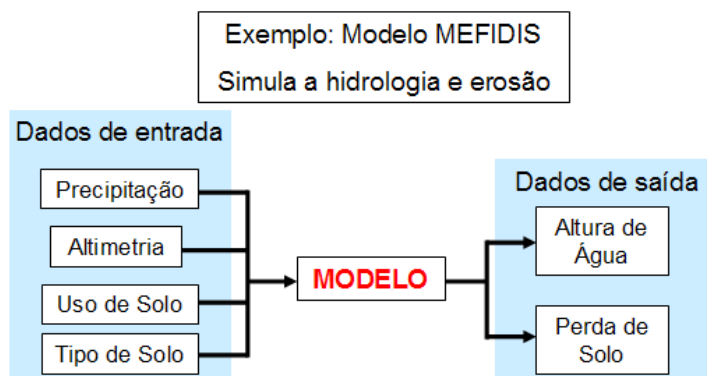 Exemplo: Modelo MEFIDIS
Simula a hidrologia e erosão
Dados de entrada
Precipitação
Altimetria
Uso de Solo
Tipo de Solo
MODELO
Dados de saída
Altura de
Água
Perda de
Solo